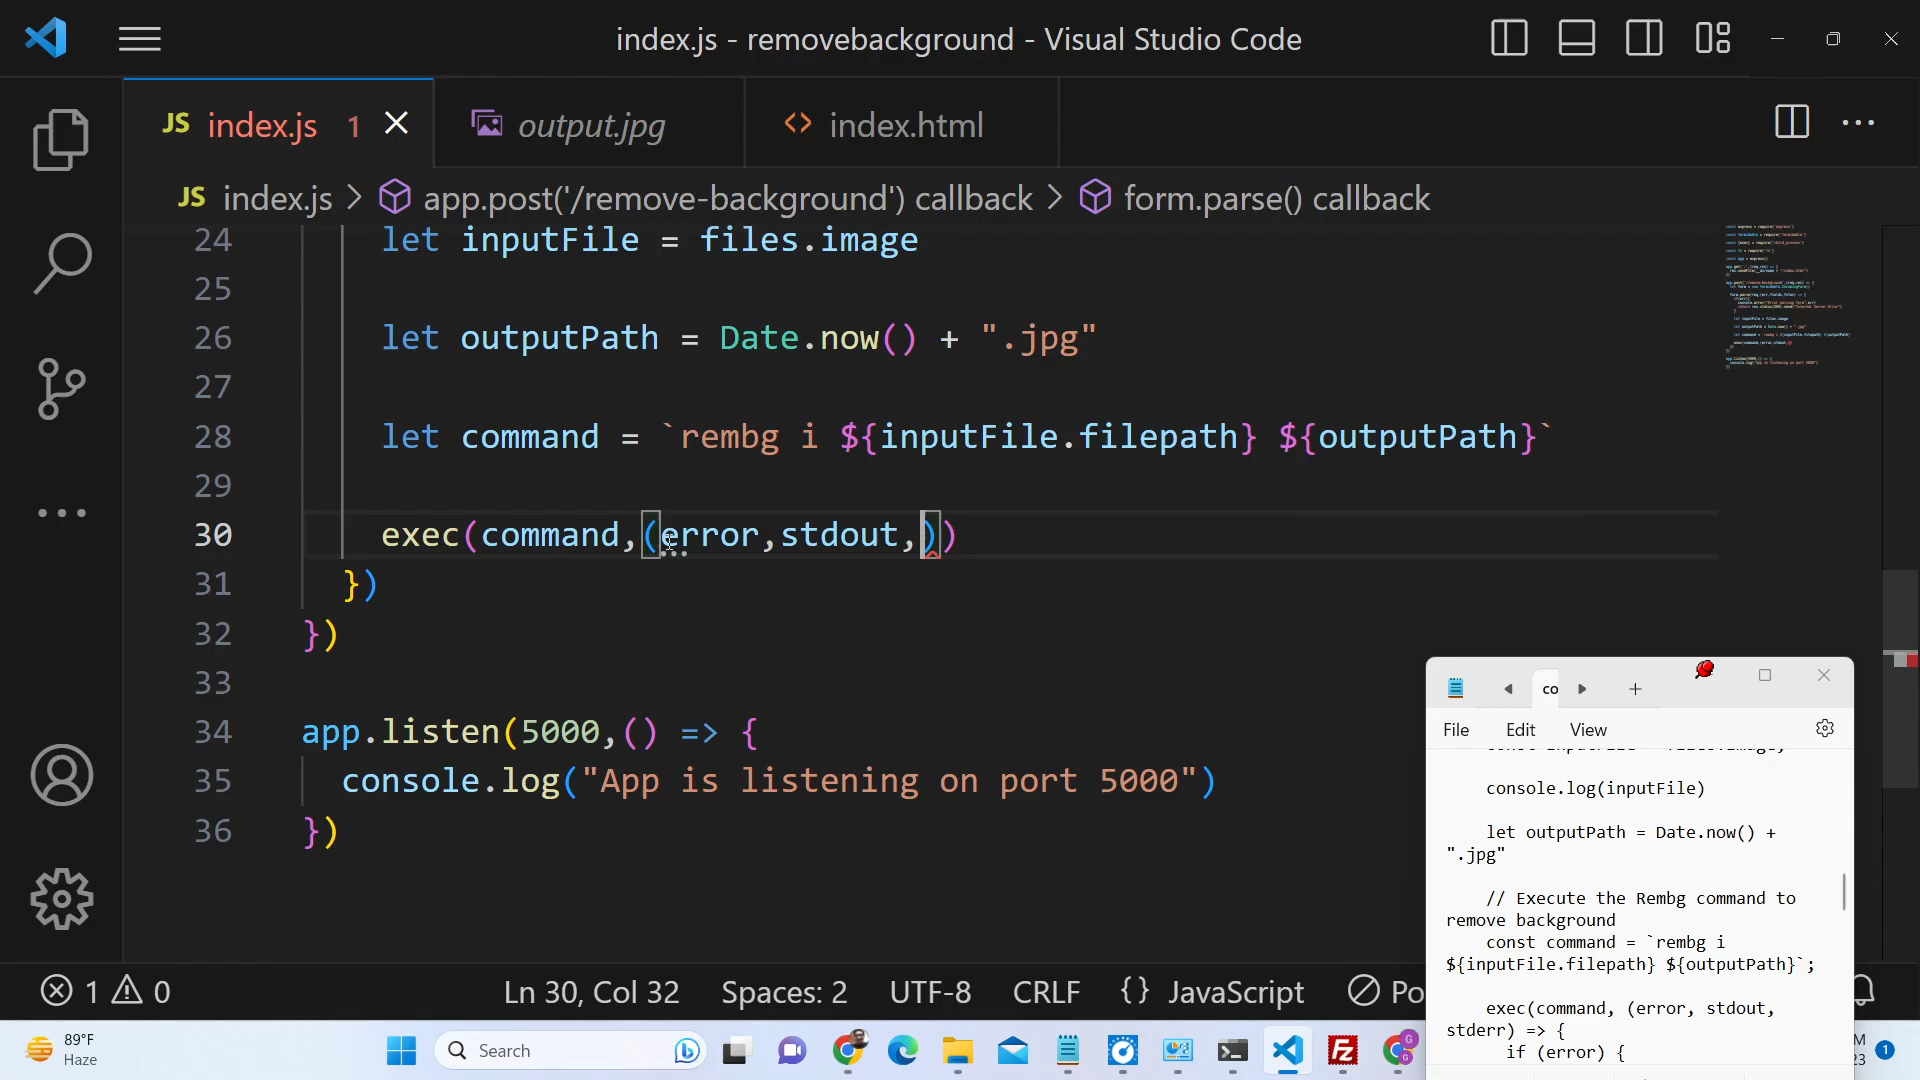 index.js - removebackground - Visual Studio Code
JS index.js 1
output.jpg
<> index.html
JS index.js > app.post('/remove-background') callback > form.parse() callback
24 let inputFile = files.image
25
26 let outputPath = Date.now() + ".jpg"
27
28 let command = `rembg i ${inputFile.filepath} ${outputPath}`
29
30 exec(command,(error,stdout,))
31 })
32 })
33
34 app.listen(5000,() => {
35 console.log("App is listening on port 5000")
36 })
co
File Edit View
console.log(inputFile)
let outputPath = Date.now() +
".jpg"
// Execute the Rembg command to
remove background
const command = `rembg i
${inputFile.filepath} ${outputPath}`;
exec(command, (error, stdout,
stderr) => {
if (error) {
1 0
Ln 30, Col 32 Spaces: 2 UTF-8 CRLF {} JavaScript Po
89°F
Haze
Search
M
23
1